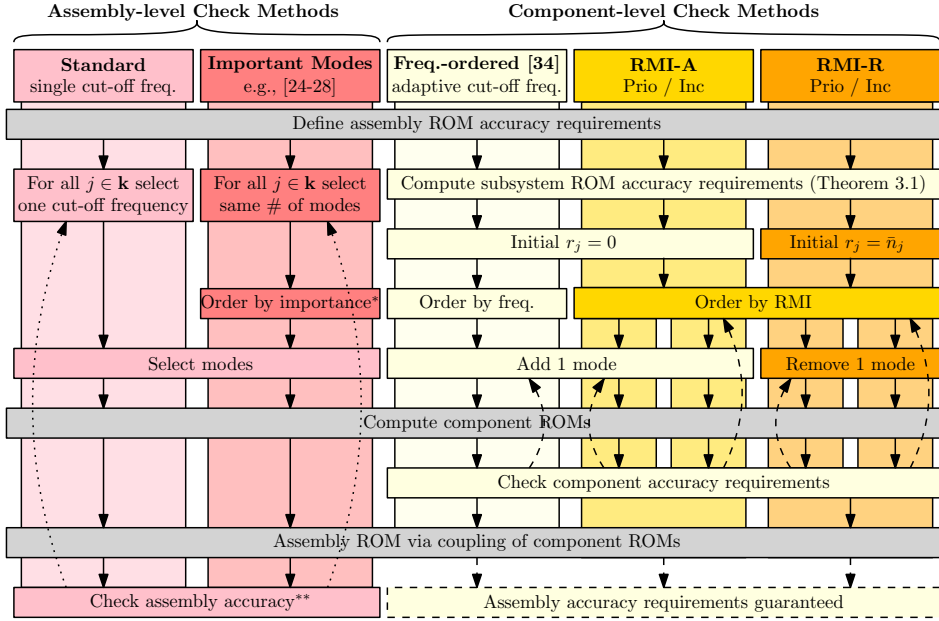 Assembly-level Check Methods
Component-level Check Methods
Standard
single cut-off freq.
Important Modes
e.g., [24-28]
Freq.-ordered [34]
adaptive cut-off freq.
RMI-A
Prio / Inc
RMI-R
Prio / Inc
Define assembly ROM accuracy requirements
For all j ∈ k select
one cut-off frequency
For all j ∈ k select
same # of modes
Compute subsystem ROM accuracy requirements (Theorem 3.1)
Initial r_j = 0
Initial r_j = n̄_j
Order by importance*
Order by freq.
Order by RMI
Select modes
Add 1 mode
Remove 1 mode
Compute component ROMs
Check component accuracy requirements
Assembly ROM via coupling of component ROMs
Check assembly accuracy**
Assembly accuracy requirements guaranteed